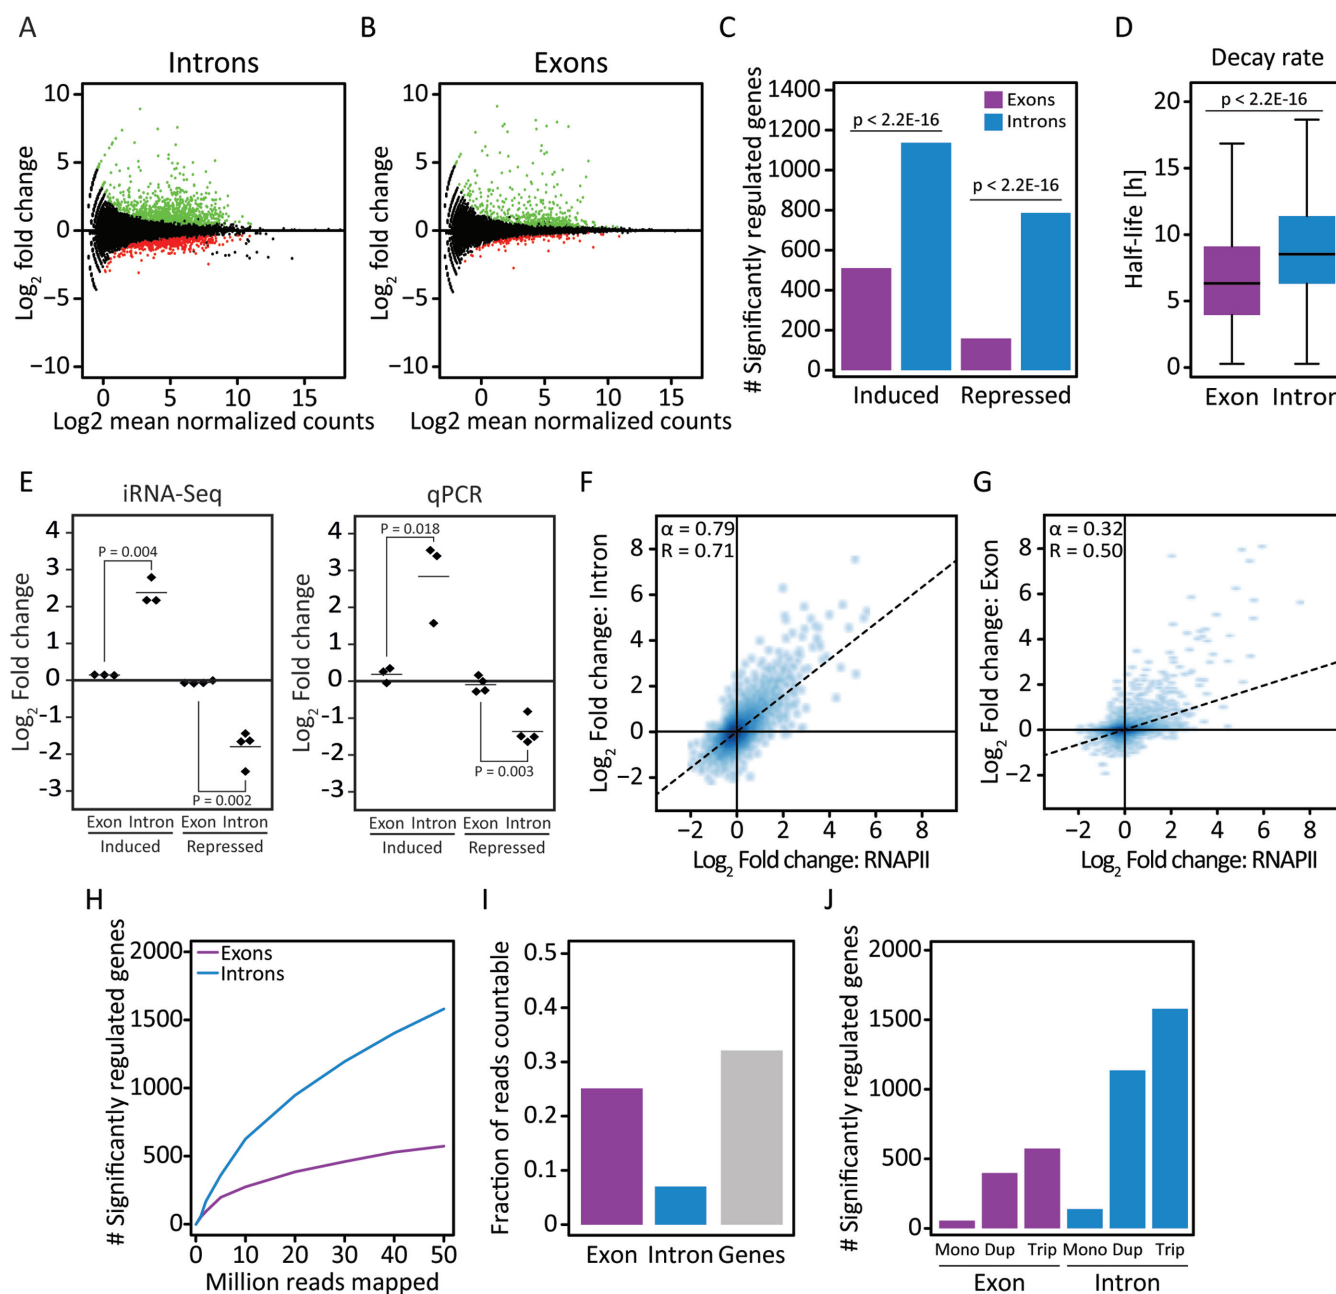 A
Introns
Log2 fold change
10
5
0
−5
−10
0
5
10
15
Log2 mean normalized counts
B
Exons
Log2 fold change
10
5
0
−5
−10
0
5
10
15
Log2 mean normalized counts
C
# Significantly regulated genes
1400
1200
1000
800
600
400
200
0
Exons
Introns
p < 2.2E-16
p < 2.2E-16
Induced
Repressed
D
Decay rate
p < 2.2E-16
Half-life [h]
20
15
10
5
0
Exon
Intron
E
iRNA-Seq
Log2 Fold change
4
3
2
1
0
−1
−2
−3
P = 0.004
P = 0.002
Exon Intron
Exon Intron
Induced
Repressed
qPCR
Log2 Fold change
4
3
2
1
0
−1
−2
−3
P = 0.018
P = 0.003
Exon Intron
Exon Intron
Induced
Repressed
F
α = 0.79
R = 0.71
Log2 Fold change: Intron
8
6
4
2
0
−2
−2
0
2
4
6
8
Log2 Fold change: RNAPII
G
α = 0.32
R = 0.50
Log2 Fold change: Exon
8
6
4
2
0
−2
−2
0
2
4
6
8
Log2 Fold change: RNAPII
H
# Significantly regulated genes
2000
1500
1000
500
0
Exons
Introns
0
10
20
30
40
50
Million reads mapped
I
Fraction of reads countable
0.5
0.4
0.3
0.2
0.1
0
Exon
Intron
Genes
J
# Significantly regulated genes
2000
1500
1000
500
0
Mono
Dup
Trip
Mono
Dup
Trip
Exon
Intron